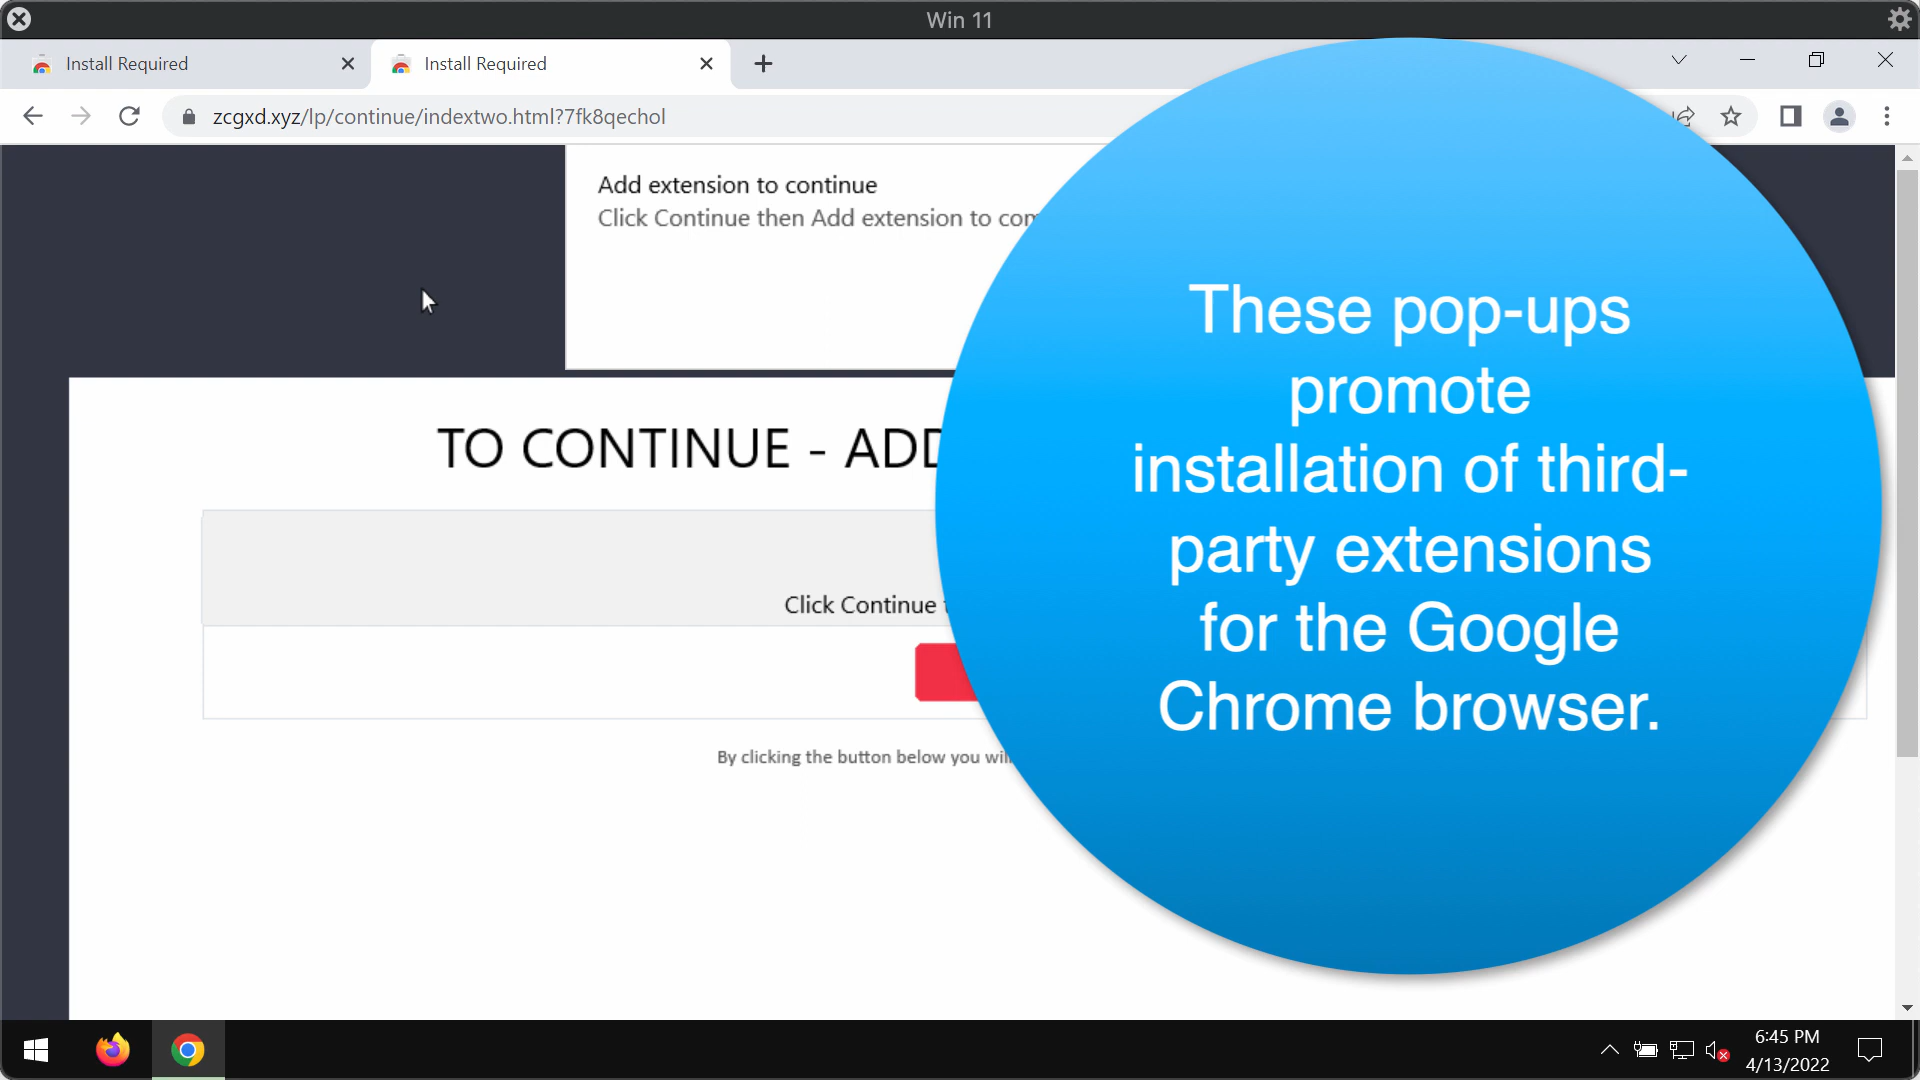 Win 11
Install Required
Install Required
zcgxd.xyz/lp/continue/indextwo.html?7fk8qechol
Add extension to continue
Click Continue then Add extension to
TO CONTINUE - ADD
Click Continue
By clicking the button below you will
These pop-ups
promote
installation of third-
party extensions
for the Google
Chrome browser.
6:45 PM
4/13/2022